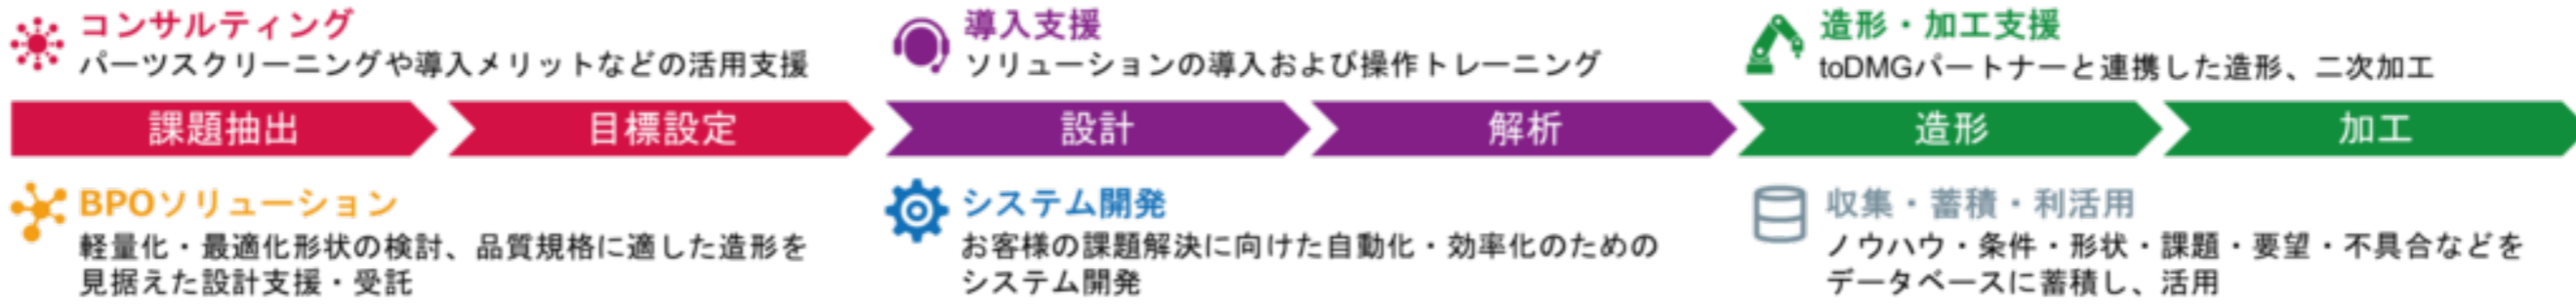 コンサルティング
パーツスクリーニングや導入メリットなどの活用支援
導入支援
ソリューションの導入および操作トレーニング
造形・加工支援
toDMGパートナーと連携した造形、二次加工
課題抽出
目標設定
設計
解析
造形
加工
BPOソリューション
軽量化・最適化形状の検討、品質規格に適した造形を
見据えた設計支援・受託
システム開発
お客様の課題解決に向けた自動化・効率化のための
システム開発
収集・蓄積・利活用
ノウハウ・条件・形状・課題・要望・不具合などを
データベースに蓄積し、活用